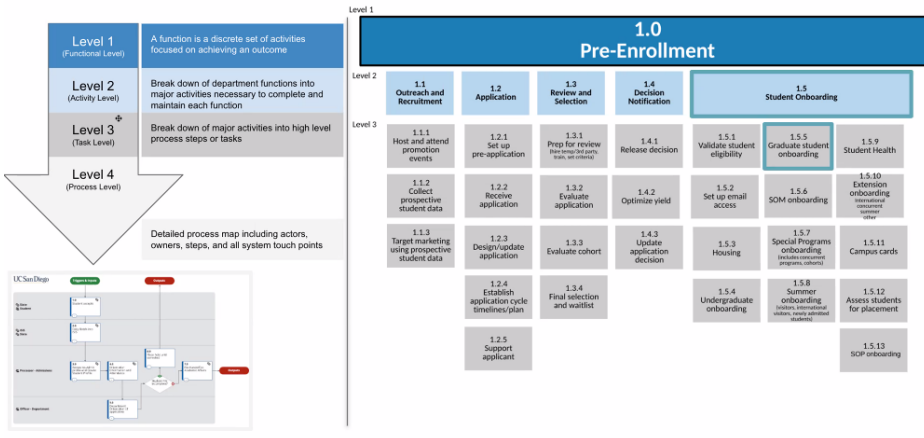 Level 1
(Functional Level)
A function is a discrete set of activities
focused on achieving an outcome
Level 2
(Activity Level)
Break down of department functions into
major activities necessary to complete and
maintain each function
Level 3
(Task Level)
Break down of major activities into high level
process steps or tasks
Level 4
(Process Level)
Detailed process map including actors,
owners, steps, and all system touch points
UC San Diego
Level 1
1.0
Pre-Enrollment
Level 2
1.1
Outreach and
Recruitment
1.2
Application
1.3
Review and
Selection
1.4
Decision
Notification
1.5
Student Onboarding
Level 3
1.1.1
Host and attend
promotion
events
1.1.2
Collect
prospective
student data
1.1.3
Target marketing
using prospective
student data
1.2.1
Set up
pre-application
1.2.2
Receive
application
1.2.3
Design/update
application
1.2.4
Establish
application cycle
timelines/plan
1.2.5
Support
applicant
1.3.1
Prep for review
(hire temp/3rd party,
train, set criteria)
1.3.2
Evaluate
application
1.3.3
Evaluate cohort
1.3.4
Final selection
and waitlist
1.4.1
Release decision
1.4.2
Optimize yield
1.4.3
Update
application
decision
1.5.1
Validate student
eligibility
1.5.2
Set up email
access
1.5.3
Housing
1.5.4
Undergraduate
onboarding
1.5.5
Graduate student
onboarding
1.5.6
SOM onboarding
1.5.7
Special Programs
onboarding
(includes concurrent
programs, cohorts)
1.5.8
Summer
onboarding
(visitors, international
visitors, newly admitted
students)
1.5.9
Student Health
1.5.10
Extension
onboarding
international
concurrent
summer
other
1.5.11
Campus cards
1.5.12
Assess students
for placement
1.5.13
SOP onboarding